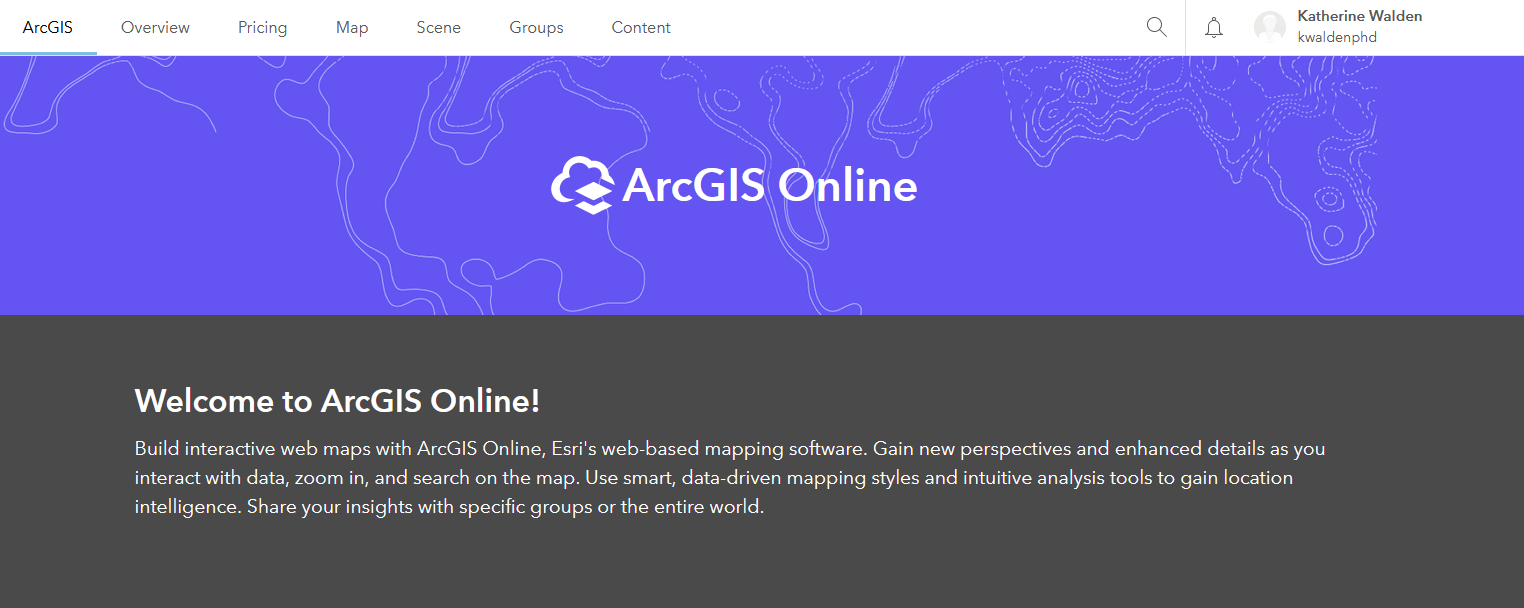 ArcGIS Overview Pricing Map Scene Groups Content
Katherine Walden
kwaldenphd
ArcGIS Online
Welcome to ArcGIS Online!
Build interactive web maps with ArcGIS Online, Esri's web-based mapping software. Gain new perspectives and enhanced details as you
interact with data, zoom in, and search on the map. Use smart, data-driven mapping styles and intuitive analysis tools to gain location
intelligence. Share your insights with specific groups or the entire world.